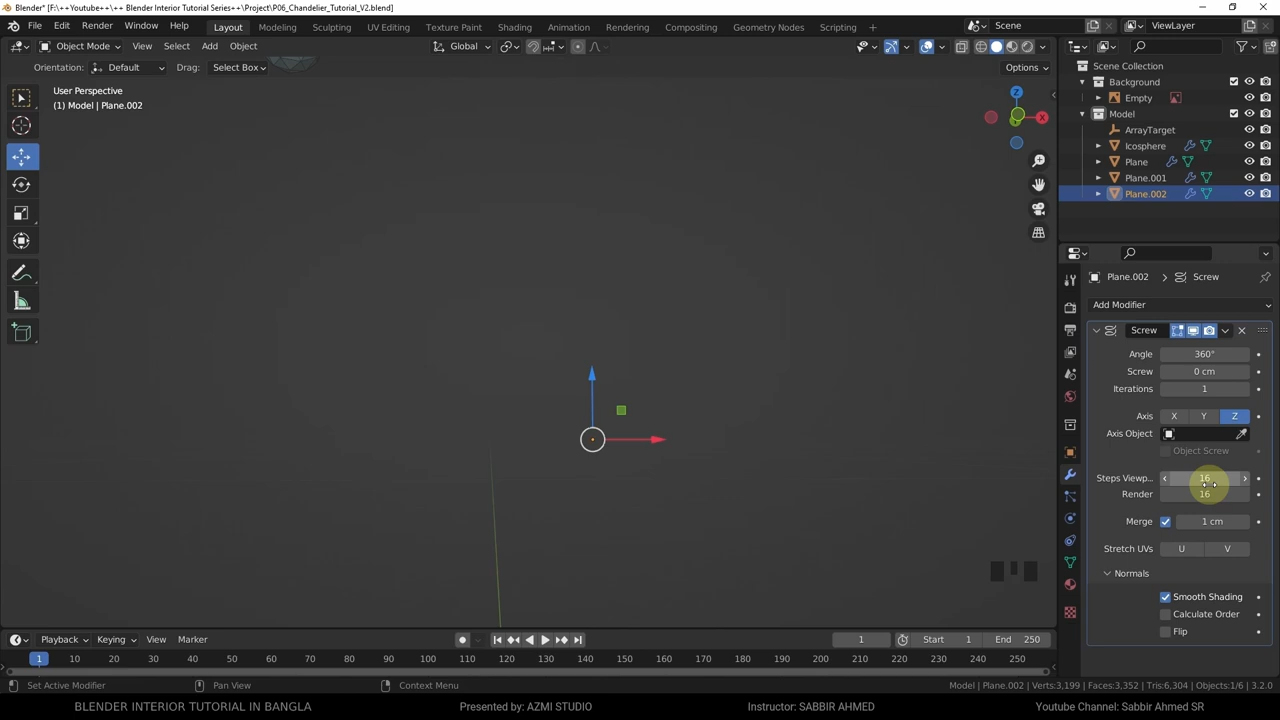 Blender* [F:\++Youtube++\++ Blender Interior Tutorial Series++\Project\P06_Chandelier_Tutorial_V2.blend]
File Edit Render Window Help Layout Modeling Sculpting UV Editing Texture Paint Shading Animation Rendering Compositing Geometry Nodes Scripting + Scene ViewLayer
Object Mode View Select Add Object Global
Orientation: Default Drag: Select Box Options
User Perspective
(1) Model | Plane.002
Z
X
Scene Collection
Background
Empty
Model
ArrayTarget
Icosphere
Plane
Plane.001
Plane.002
Plane.002 > Screw
Add Modifier
Screw
Angle 360°
Screw 0 cm
Iterations 1
Axis X Y Z
Axis Object
Object Screw
Steps Viewp... 16
Render 16
Merge 1 cm
Stretch UVs U V
Normals
Smooth Shading
Calculate Order
Flip
Playback Keying View Marker 1 Start 1 End 250
1 10 20 30 40 50 60 70 80 90 100 110 120 130 140 150 160 170 180 190 200 210 220 230 240 250
Set Active Modifier Pan View Context Menu Model | Plane.002 | Verts:3,199 | Faces:3,352 | Tris:6,304 | Objects:1/6 | 3.2.0
BLENDER INTERIOR TUTORIAL IN BANGLA Presented by: AZMI STUDIO Instructor: SABBIR AHMED Youtube Channel: Sabbir Ahmed SR